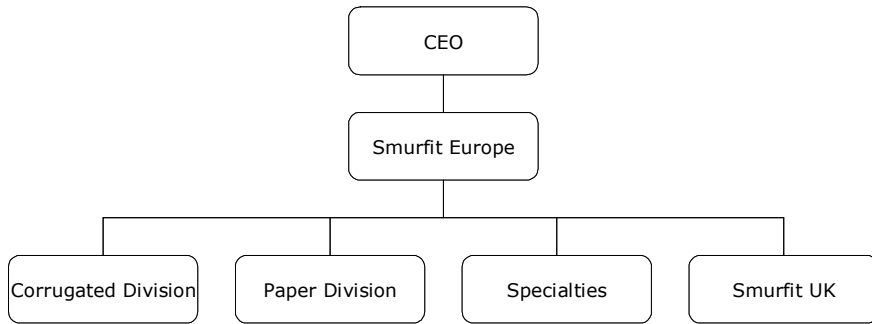 CEO
Smurfit Europe
Corrugated Division
Paper Division
Specialties
Smurfit UK